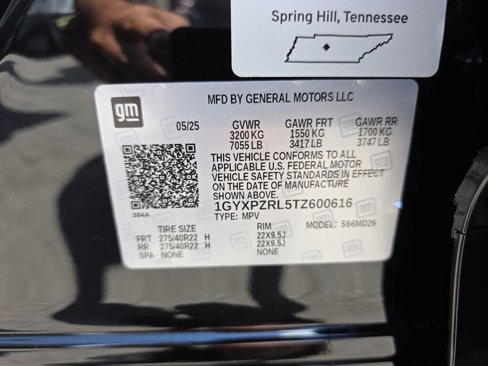 Spring Hill, Tennessee
gm
MFD BY GENERAL MOTORS LLC
05/25 GVWR GAWR FRT GAWR RR
3200 KG 1550 KG 1700 KG
7055 LB 3417 LB 3747 LB
THIS VEHICLE CONFORMS TO ALL
APPLICABLE U.S. FEDERAL MOTOR
VEHICLE SAFETY STANDARDS IN EFFECT
ON THE DATE OF MANUFACTURE
SHOWN ABOVE.
1GYXPZRL5TZ600616
384A TYPE: MPV MODEL: S66MD26
TIRE SIZE RIM
FRT 275/40R22 H 22X9.5J
RR 275/40R22 H 22X9.5J
SPA NONE NONE